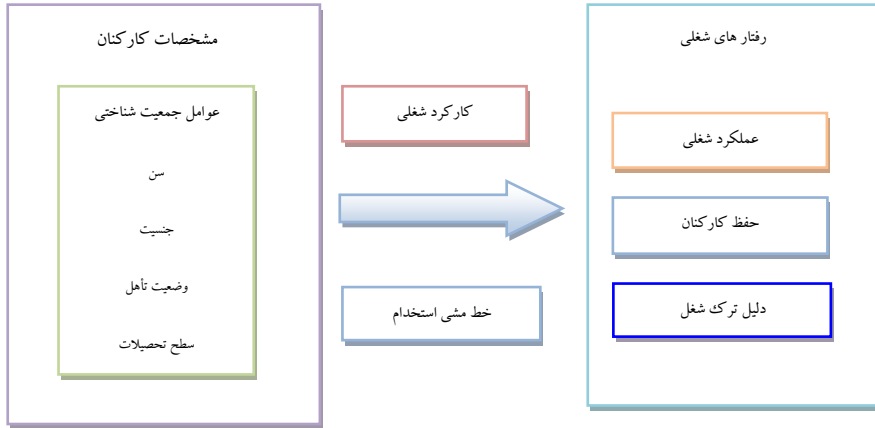 رفتار های شغلی
عملکرد شغلی
حفظ کارکنان
دلیل ترک شغل
کارکرد شغلی
خط مشی استخدام
مشخصات کارکنان
عوامل جمعیت شناختی
سن
جنسیت
وضعیت تأهل
سطح تحصیلات